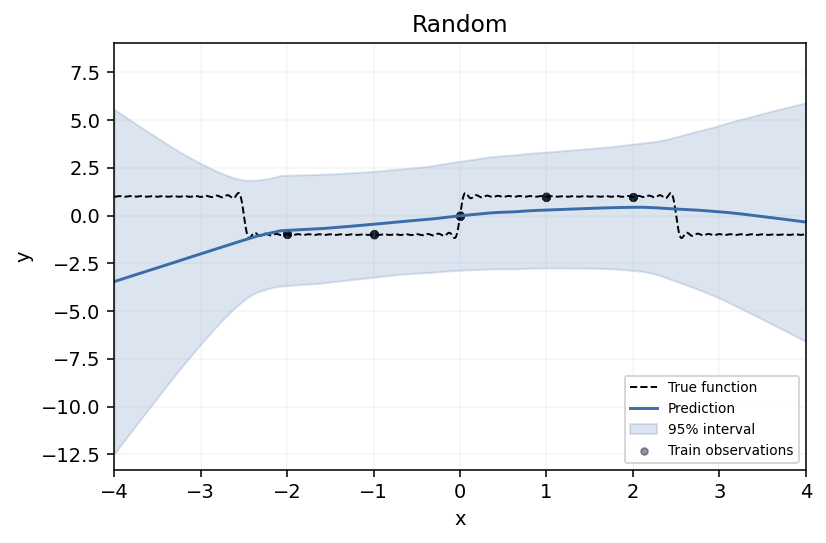 Random
7.5
5.0
2.5
0.0
−2.5
−5.0
−7.5
−10.0
−12.5
y
True function
Prediction
95% interval
Train observations
−4 −3 −2 −1 0 1 2 3 4
x